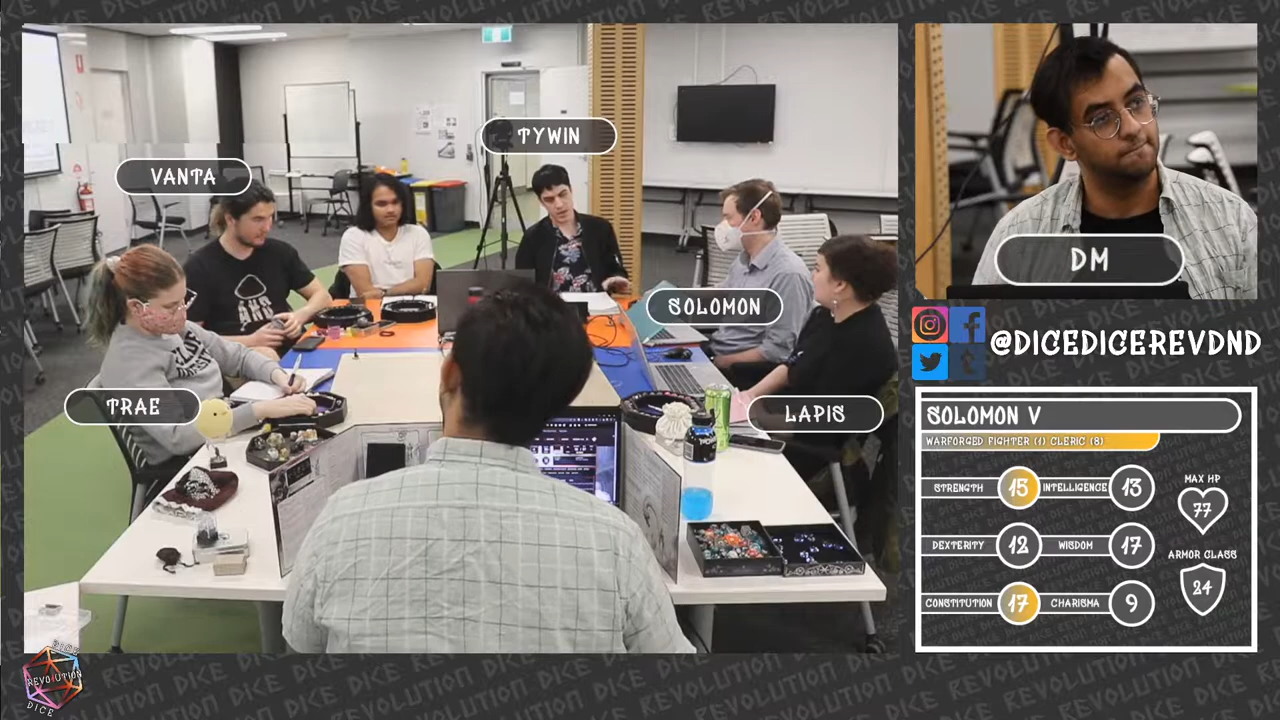 VANTA
TYWIN
SOLOMON
TRAE
LAPIS
DM
@DICEDICEREVDND
SOLOMON V
WARFORGED FIGHTER (1) CLERIC (8)
STRENGTH 15 INTELLIGENCE 13
MAX HP
77
DEXTERITY 12 WISDOM 17
ARMOR CLASS
24
CONSTITUTION 17 CHARISMA 9
DICE
REVOLUTION
DICE